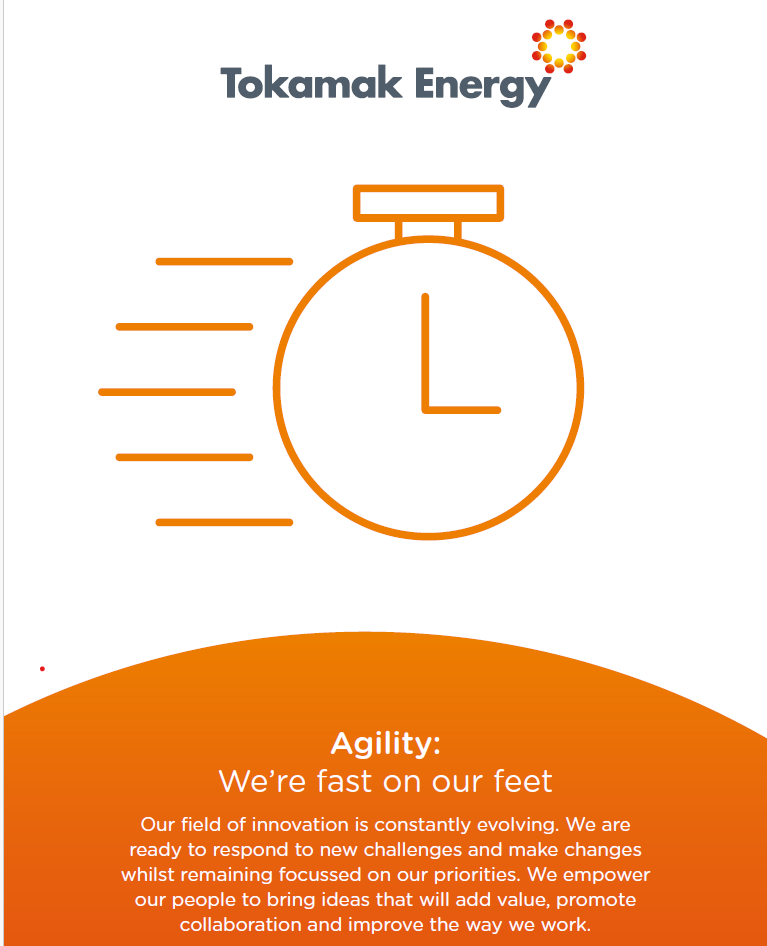 Tokamak Energy
Agility:
We’re fast on our feet
Our field of innovation is constantly evolving. We are
ready to respond to new challenges and make changes
whilst remaining focussed on our priorities. We empower
our people to bring ideas that will add value, promote
collaboration and improve the way we work.